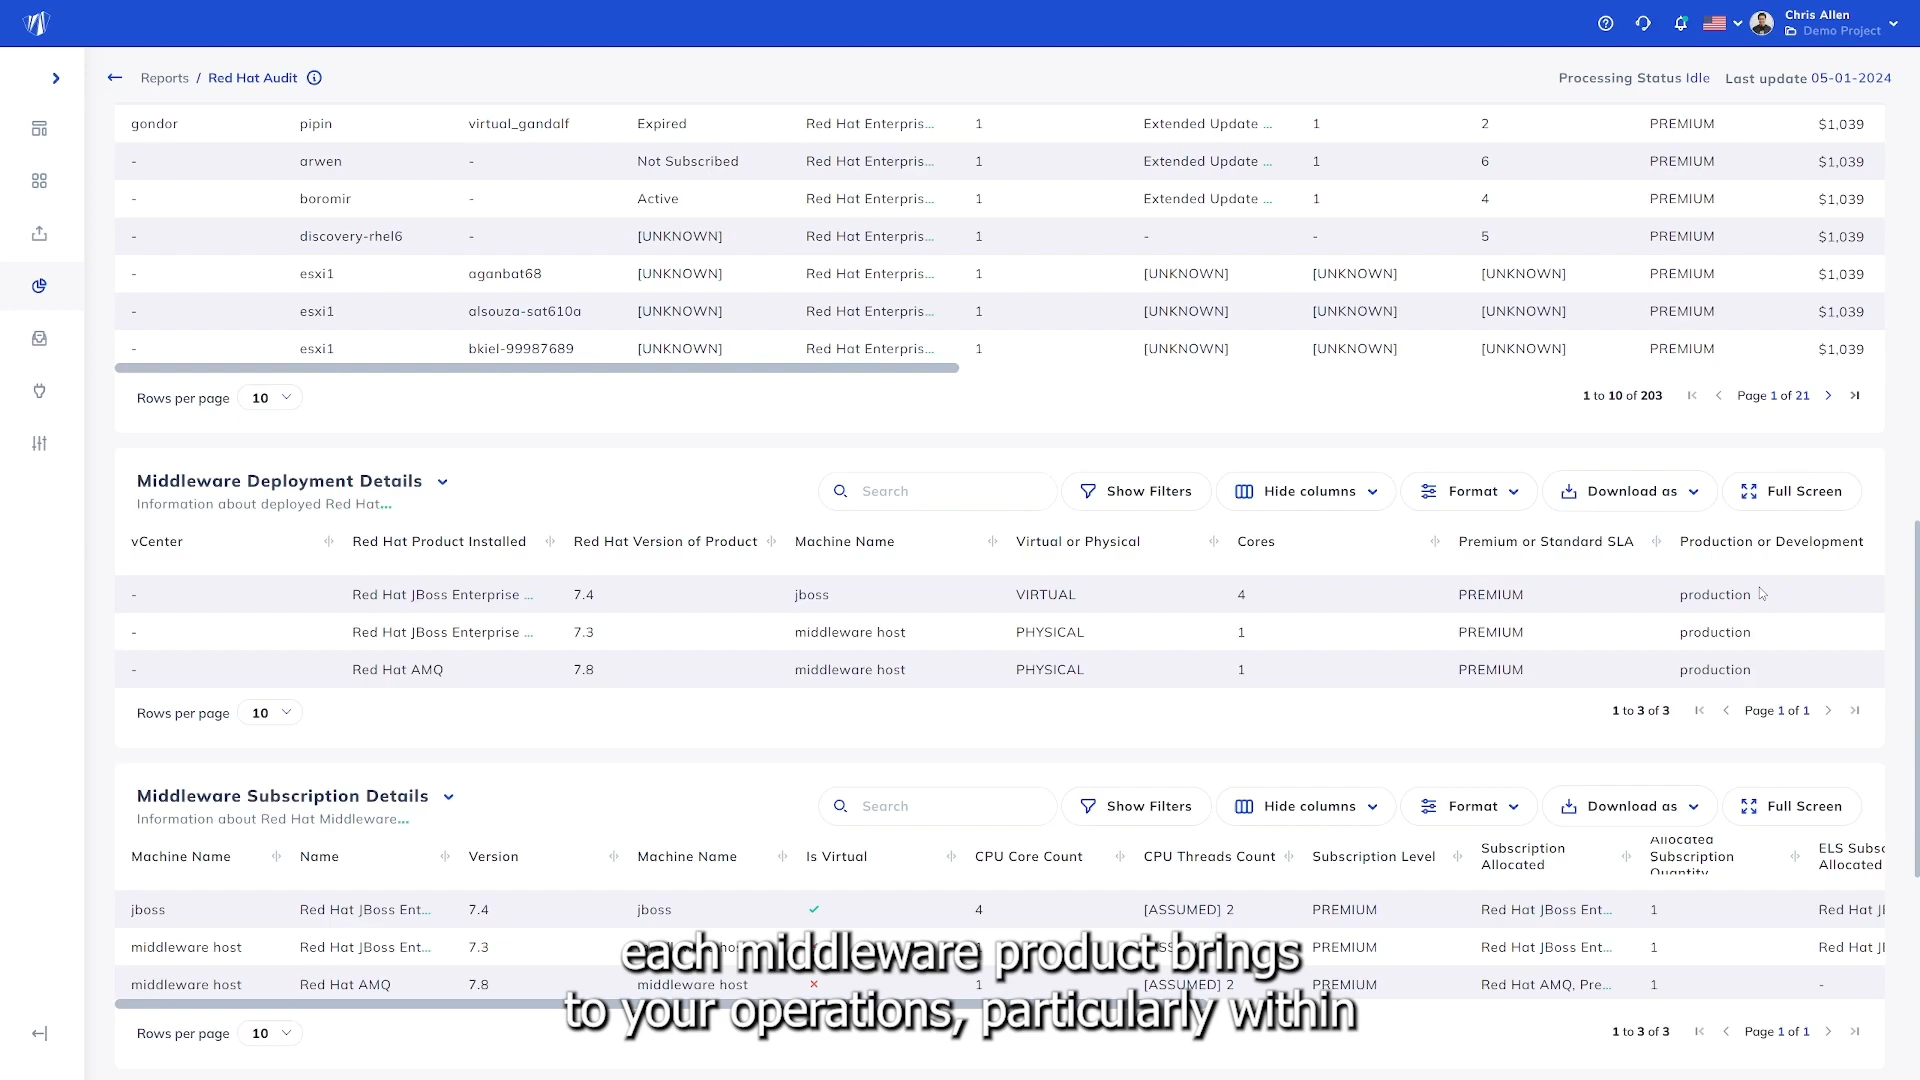 Chris Allen
Demo Project
Reports / Red Hat Audit
Processing Status Idle Last update 05-01-2024
gondor pipin virtual_gandalf Expired Red Hat Enterpris... 1 Extended Update ... 1 2 PREMIUM $1,039
- arwen - Not Subscribed Red Hat Enterpris... 1 Extended Update ... 1 6 PREMIUM $1,039
- boromir - Active Red Hat Enterpris... 1 Extended Update ... 1 4 PREMIUM $1,039
- discovery-rhel6 - [UNKNOWN] Red Hat Enterpris... 1 - - 5 PREMIUM $1,039
- esxi1 aganbat68 [UNKNOWN] Red Hat Enterpris... 1 [UNKNOWN] [UNKNOWN] [UNKNOWN] PREMIUM $1,039
- esxi1 alsouza-sat610a [UNKNOWN] Red Hat Enterpris... 1 [UNKNOWN] [UNKNOWN] [UNKNOWN] PREMIUM $1,039
- esxi1 bkiel-99987689 [UNKNOWN] Red Hat Enterpris... 1 [UNKNOWN] [UNKNOWN] [UNKNOWN] PREMIUM $1,039
Rows per page 10 1 to 10 of 203 Page 1 of 21
Middleware Deployment Details
Information about deployed Red Hat...
Search Show Filters Hide columns Format Download as Full Screen
vCenter Red Hat Product Installed Red Hat Version of Product Machine Name Virtual or Physical Cores Premium or Standard SLA Production or Development
- Red Hat JBoss Enterprise ... 7.4 jboss VIRTUAL 4 PREMIUM production
- Red Hat JBoss Enterprise ... 7.3 middleware host PHYSICAL 1 PREMIUM production
- Red Hat AMQ 7.8 middleware host PHYSICAL 1 PREMIUM production
Rows per page 10 1 to 3 of 3 Page 1 of 1
Middleware Subscription Details
Information about Red Hat Middleware...
Search Show Filters Hide columns Format Download as Full Screen
Machine Name Name Version Machine Name Is Virtual CPU Core Count CPU Threads Count Subscription Level Subscription Allocated Allocated Subscription Quantity ELS Subsc Allocated
jboss Red Hat JBoss Ent... 7.4 jboss 4 [ASSUMED] 2 PREMIUM Red Hat JBoss Ent... 1 Red Hat J
middleware host Red Hat JBoss Ent... 7.3 PREMIUM Red Hat JBoss Ent... 1 Red Hat J
middleware host Red Hat AMQ 7.8 middleware host 1 [ASSUMED] 2 PREMIUM Red Hat AMQ, Pre... 1 -
each middleware product brings
to your operations, particularly within
Rows per page 10 1 to 3 of 3 Page 1 of 1